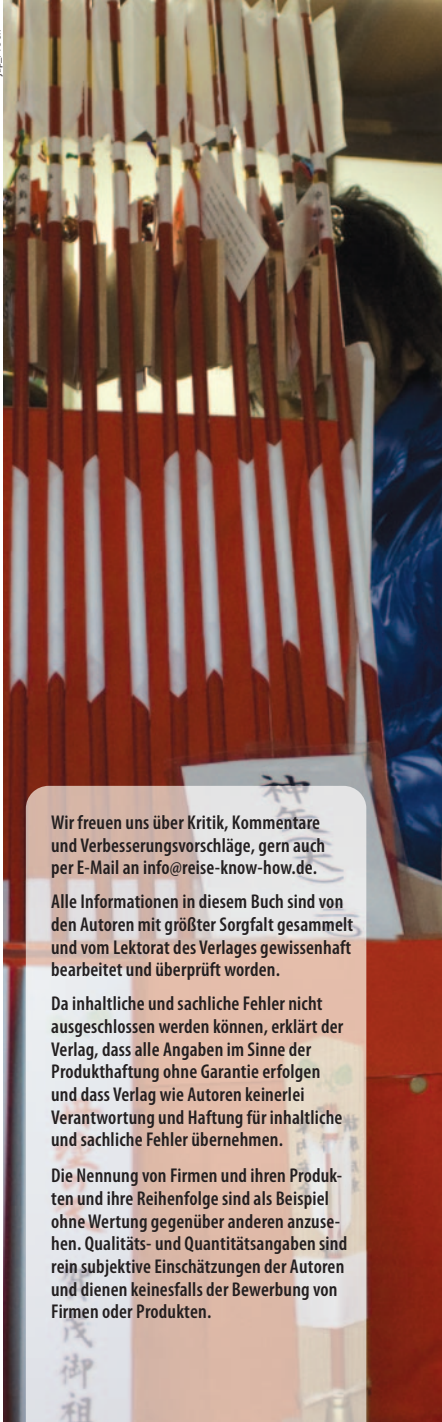 神矢(大)
Wir freuen uns über Kritik, Kommentare
und Verbesserungsvorschläge, gern auch
per E-Mail an info@reise-know-how.de.
Alle Informationen in diesem Buch sind von
den Autoren mit größter Sorgfalt gesammelt
und vom Lektorat des Verlages gewissenhaft
bearbeitet und überprüft worden.
Da inhaltliche und sachliche Fehler nicht
ausgeschlossen werden können, erklärt der
Verlag, dass alle Angaben im Sinne der
Produkthaftung ohne Garantie erfolgen
und dass Verlag wie Autoren keinerlei
Verantwortung und Haftung für inhaltliche
und sachliche Fehler übernehmen.
Die Nennung von Firmen und ihren Produk-
ten und ihre Reihenfolge sind als Beispiel
ohne Wertung gegenüber anderen anzuse-
hen. Qualitäts- und Quantitätsangaben sind
rein subjektive Einschätzungen der Autoren
und dienen keinesfalls der Bewerbung von
Firmen oder Produkten.
賀茂御祖